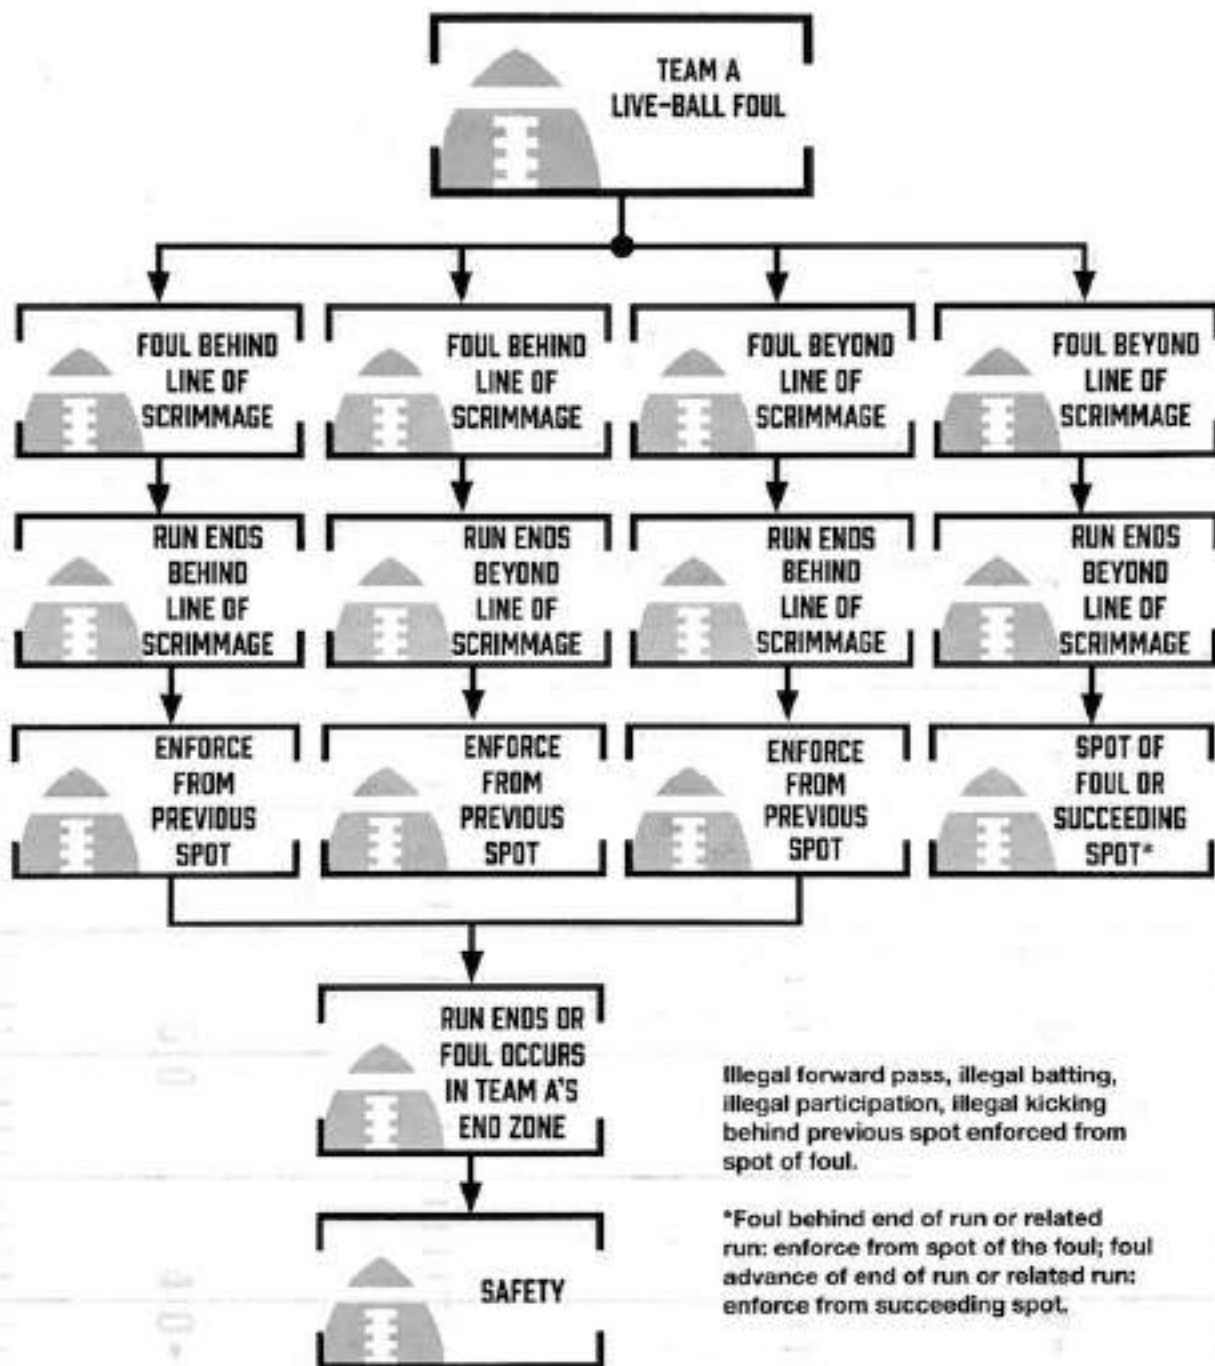 TEAM A
LIVE-BALL FOUL
FOUL BEHIND
LINE OF
SCRIMMAGE
FOUL BEHIND
LINE OF
SCRIMMAGE
FOUL BEYOND
LINE OF
SCRIMMAGE
FOUL BEYOND
LINE OF
SCRIMMAGE
RUN ENDS
BEHIND
LINE OF
SCRIMMAGE
RUN ENDS
BEYOND
LINE OF
SCRIMMAGE
RUN ENDS
BEHIND
LINE OF
SCRIMMAGE
RUN ENDS
BEYOND
LINE OF
SCRIMMAGE
ENFORCE
FROM
PREVIOUS
SPOT
ENFORCE
FROM
PREVIOUS
SPOT
ENFORCE
FROM
PREVIOUS
SPOT
SPOT OF
FOUL OR
SUCCEEDING
SPOT*
RUN ENDS OR
FOUL OCCURS
IN TEAM A'S
END ZONE
SAFETY
Illegal forward pass, illegal batting,
illegal participation, illegal kicking
behind previous spot enforced from
spot of foul.
*Foul behind end of run or related
run: enforce from spot of the foul; foul
advance of end of run or related run:
enforce from succeeding spot.